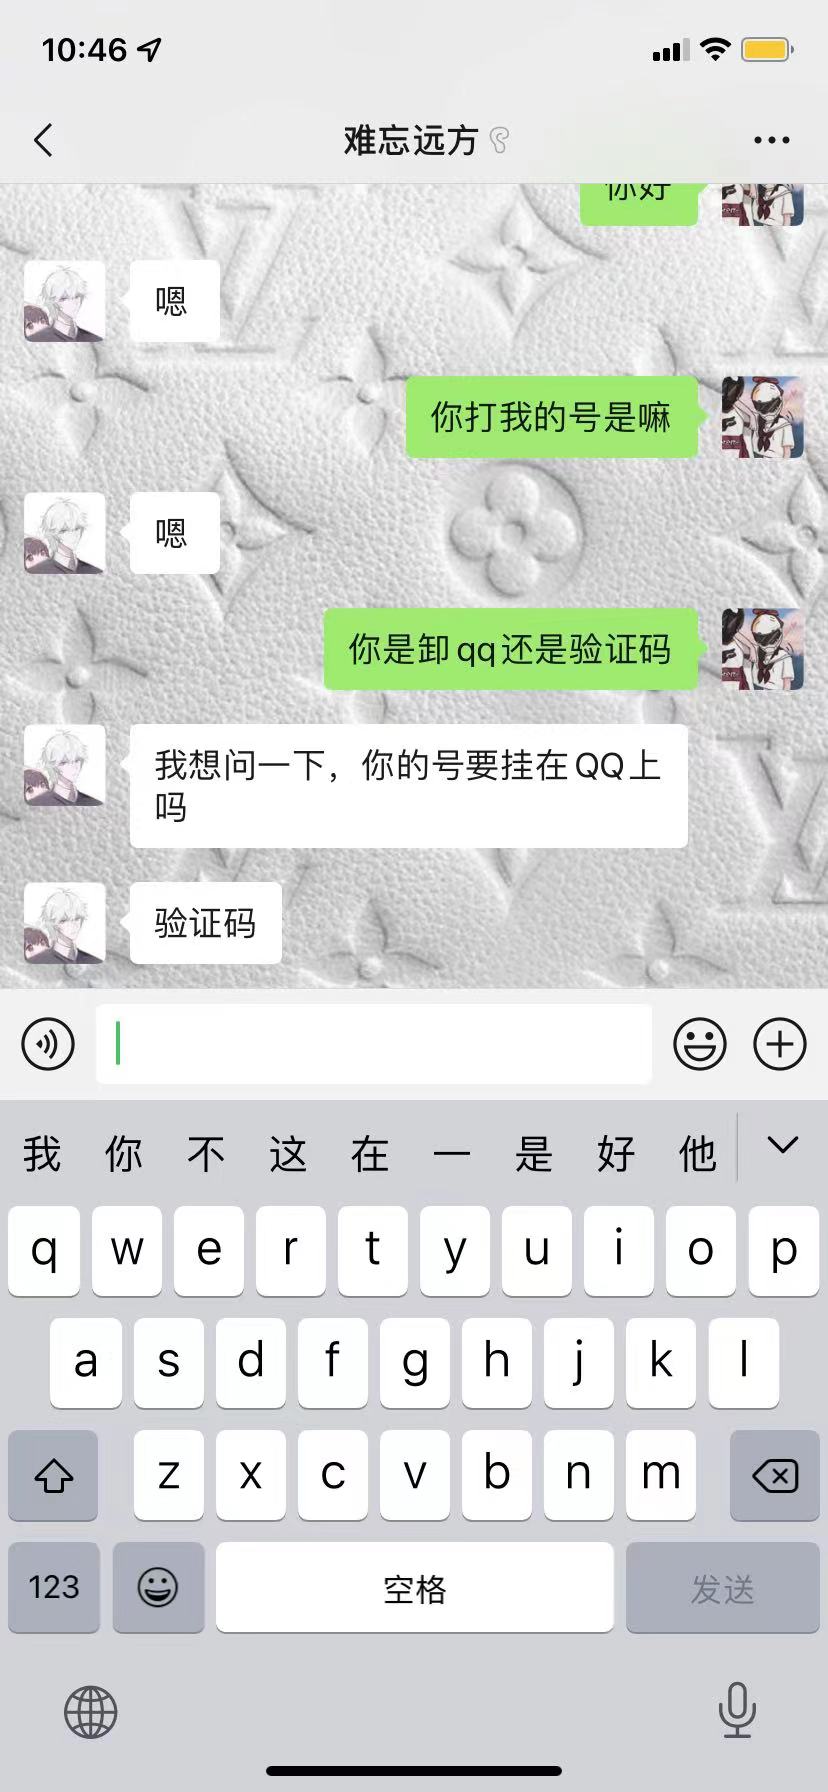 10:46
难忘远方
你好
嗯
你打我的号是嘛
嗯
你是卸qq还是验证码
我想问一下，你的号要挂在QQ上
吗
验证码
我 你 不 这 在 一 是 好 他
q w e r t y u i o p
a s d f g h j k l
z x c v b n m
123 空格 发送